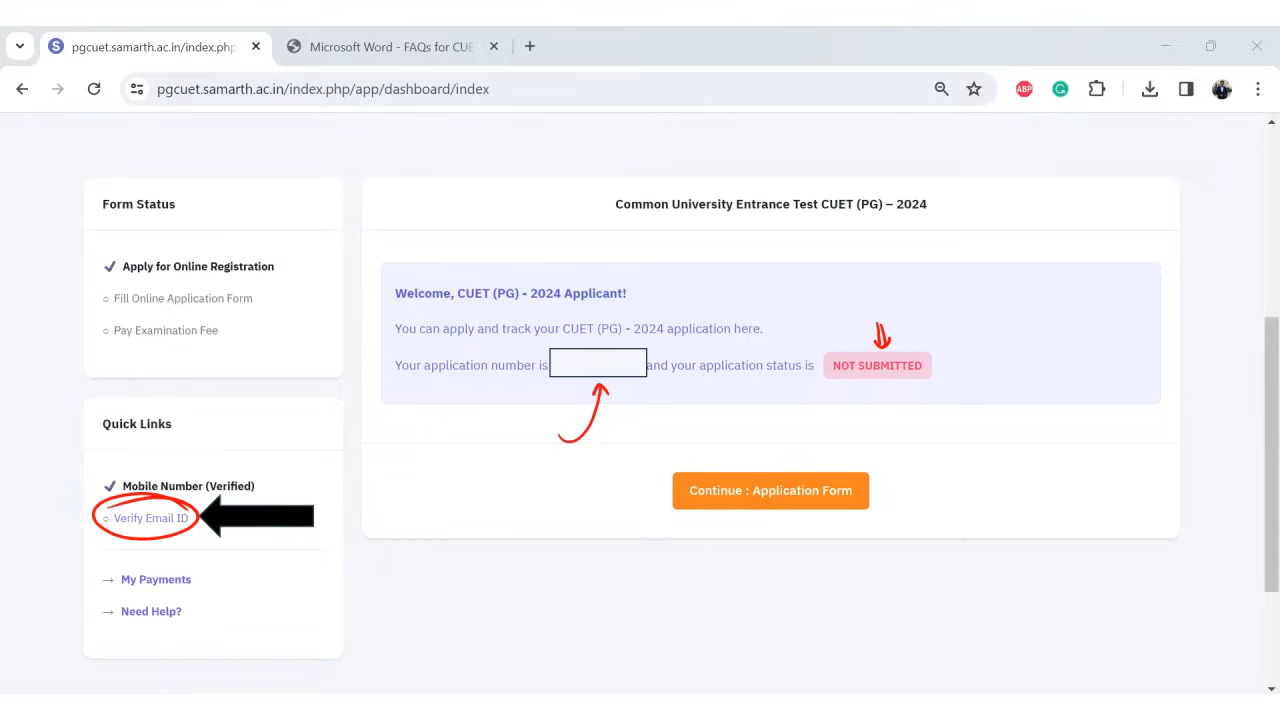 pgcuet.samarth.ac.in/index.php
Microsoft Word - FAQs for CUE
pgcuet.samarth.ac.in/index.php/app/dashboard/index
ABP
Form Status
Apply for Online Registration
Fill Online Application Form
Pay Examination Fee
Quick Links
Mobile Number (Verified)
Verify Email ID
My Payments
Need Help?
Common University Entrance Test CUET (PG) – 2024
Welcome, CUET (PG) - 2024 Applicant!
You can apply and track your CUET (PG) - 2024 application here.
Your application number is and your application status is NOT SUBMITTED
Continue : Application Form